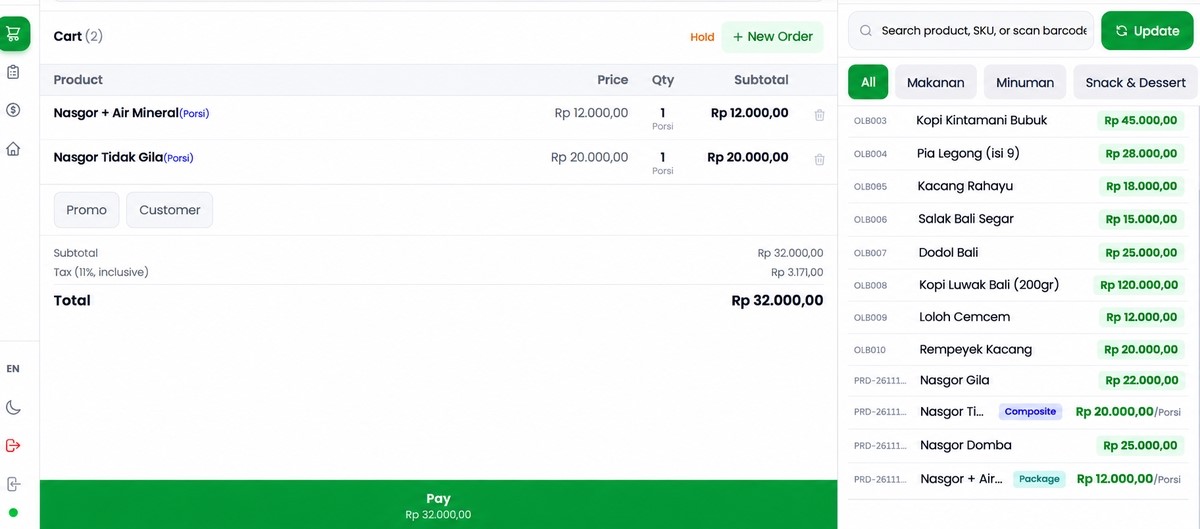 Cart (2)
Hold
+ New Order
Product Price Qty Subtotal
Nasgor + Air Mineral(Porsi) Rp 12.000,00 1 Rp 12.000,00
Porsi
Nasgor Tidak Gila(Porsi) Rp 20.000,00 1 Rp 20.000,00
Porsi
Promo Customer
Subtotal Rp 32.000,00
Tax (11%, inclusive) Rp 3.171,00
Total Rp 32.000,00
EN
Pay
Rp 32.000,00
Search product, SKU, or scan barcode
Update
All Makanan Minuman Snack & Dessert
OLB003 Kopi Kintamani Bubuk Rp 45.000,00
OLB004 Pia Legong (isi 9) Rp 28.000,00
OLB005 Kacang Rahayu Rp 18.000,00
OLB006 Salak Bali Segar Rp 15.000,00
OLB007 Dodol Bali Rp 25.000,00
OLB008 Kopi Luwak Bali (200gr) Rp 120.000,00
OLB009 Loloh Cemcem Rp 12.000,00
OLB010 Rempeyek Kacang Rp 20.000,00
PRD-26111... Nasgor Gila Rp 22.000,00
PRD-26111... Nasgor Ti... Composite Rp 20.000,00/Porsi
PRD-26111... Nasgor Domba Rp 25.000,00
PRD-26111... Nasgor + Air... Package Rp 12.000,00/Porsi